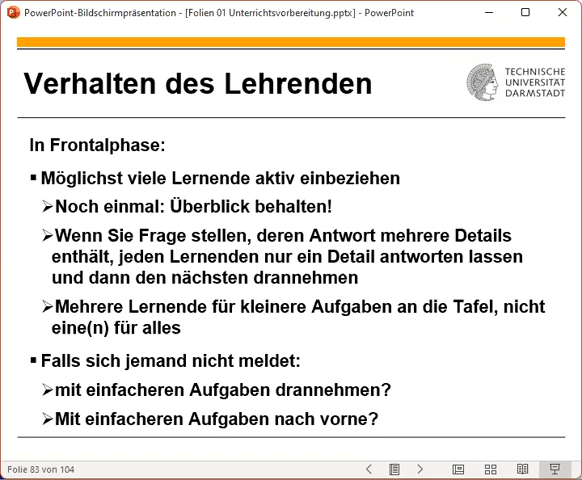 PowerPoint-Bildschirmpräsentation - [Folien 01 Unterrichtsvorbereitung.pptx] - PowerPoint
Verhalten des Lehrenden
TECHNISCHE
UNIVERSITÄT
DARMSTADT
In Frontalphase:
▪ Möglichst viele Lernende aktiv einbeziehen
➢Noch einmal: Überblick behalten!
➢Wenn Sie Frage stellen, deren Antwort mehrere Details
enthält, jeden Lernenden nur ein Detail antworten lassen
und dann den nächsten drannehmen
➢Mehrere Lernende für kleinere Aufgaben an die Tafel, nicht
eine(n) für alles
▪ Falls sich jemand nicht meldet:
➢mit einfacheren Aufgaben drannehmen?
➢Mit einfacheren Aufgaben nach vorne?
Folie 83 von 104